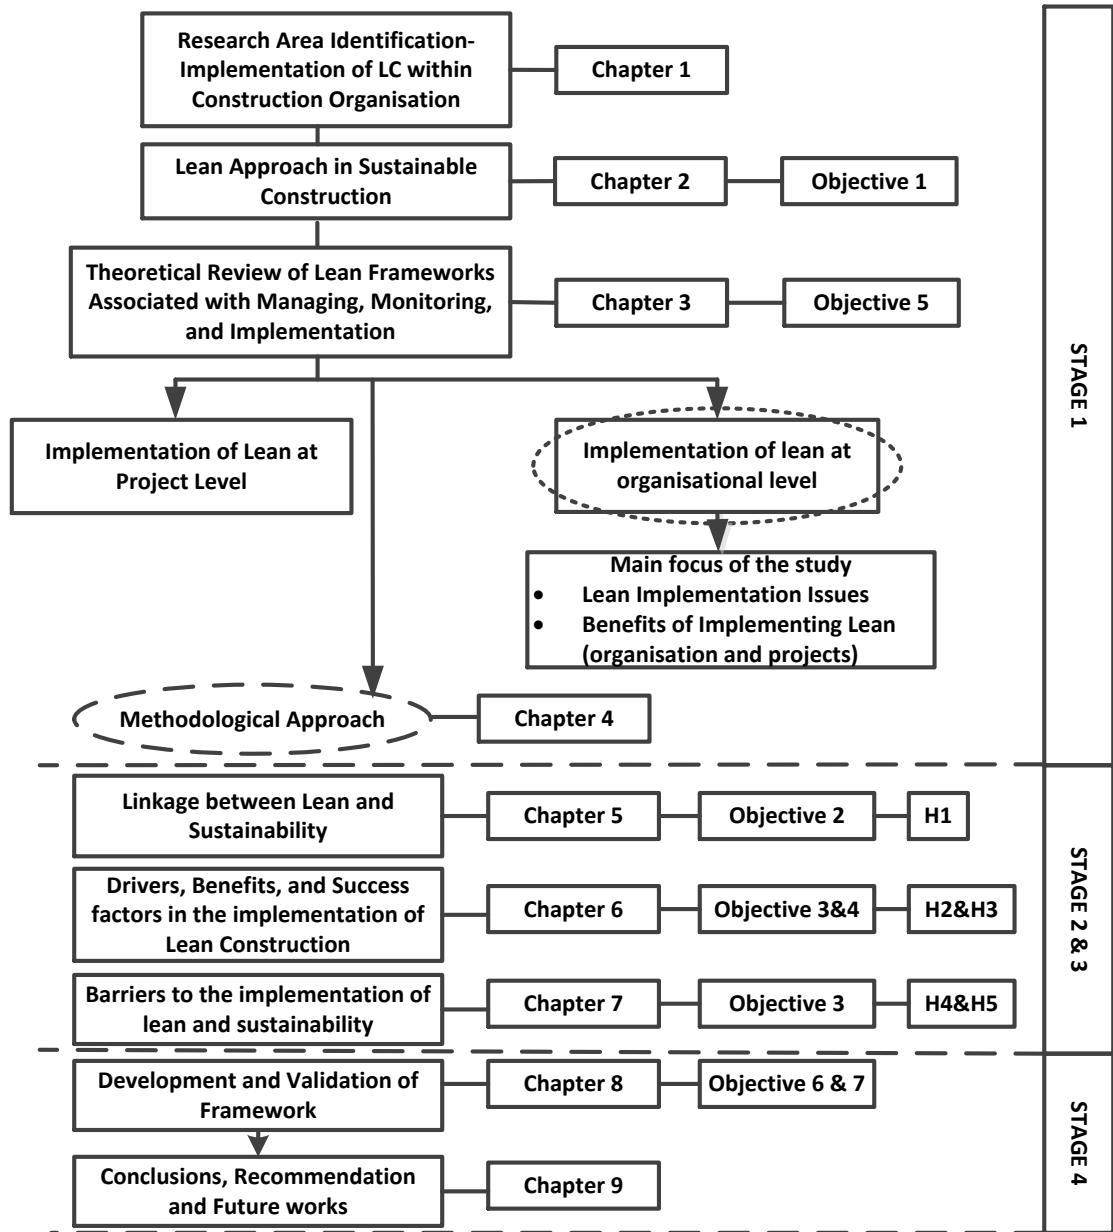 Research Area Identification-
Implementation of LC within
Construction Organisation
Chapter 1
Lean Approach in Sustainable
Construction
Chapter 2
Objective 1
Theoretical Review of Lean Frameworks
Associated with Managing, Monitoring,
and Implementation
Chapter 3
Objective 5
Implementation of Lean at
Project Level
Implementation of lean at
organisational level
Main focus of the study
• Lean Implementation Issues
• Benefits of Implementing Lean
(organisation and projects)
Methodological Approach
Chapter 4
STAGE 1
Linkage between Lean and
Sustainability
Chapter 5
Objective 2
H1
Drivers, Benefits, and Success
factors in the implementation of
Lean Construction
Chapter 6
Objective 3&4
H2&H3
Barriers to the implementation of
lean and sustainability
Chapter 7
Objective 3
H4&H5
STAGE 2 & 3
Development and Validation of
Framework
Chapter 8
Objective 6 & 7
Conclusions, Recommendation
and Future works
Chapter 9
STAGE 4